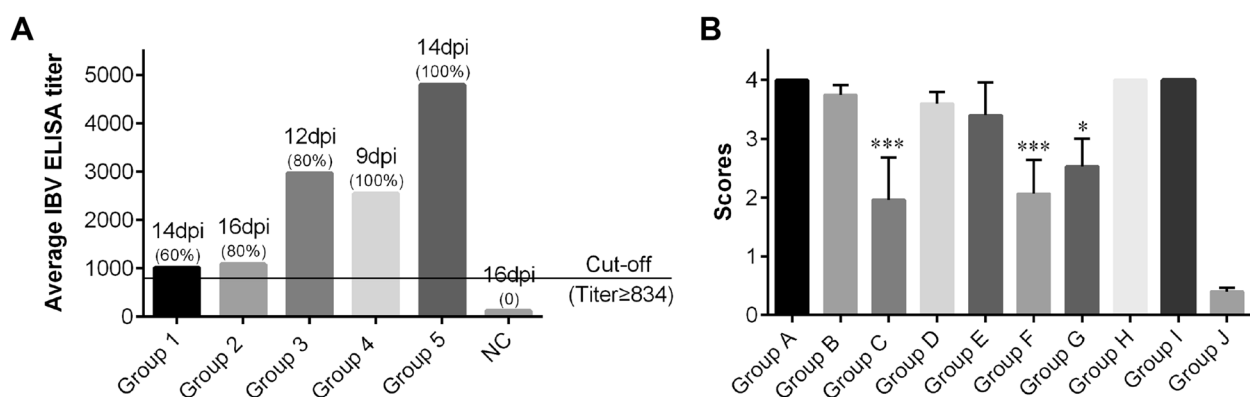 A
Average IBV ELISA titer
5000
4000
3000
2000
1000
0
14dpi
(60%)
16dpi
(80%)
12dpi
(80%)
9dpi
(100%)
14dpi
(100%)
16dpi
(0)
Cut-off
(Titer≥834)
Group 1
Group 2
Group 3
Group 4
Group 5
NC
B
Scores
4
3
2
1
0
***
***
*
Group A
Group B
Group C
Group D
Group E
Group F
Group G
Group H
Group I
Group J